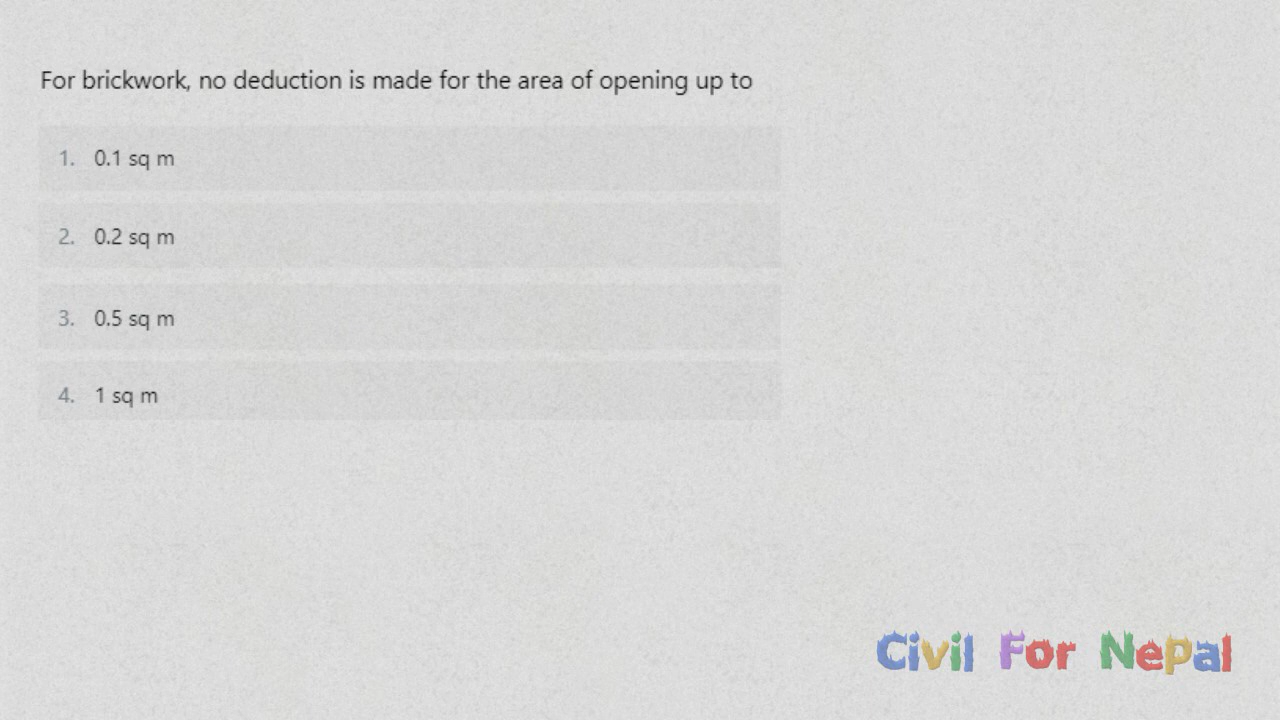 For brickwork, no deduction is made for the area of opening up to
1. 0.1 sq m
2. 0.2 sq m
3. 0.5 sq m
4. 1 sq m
Civil For Nepal